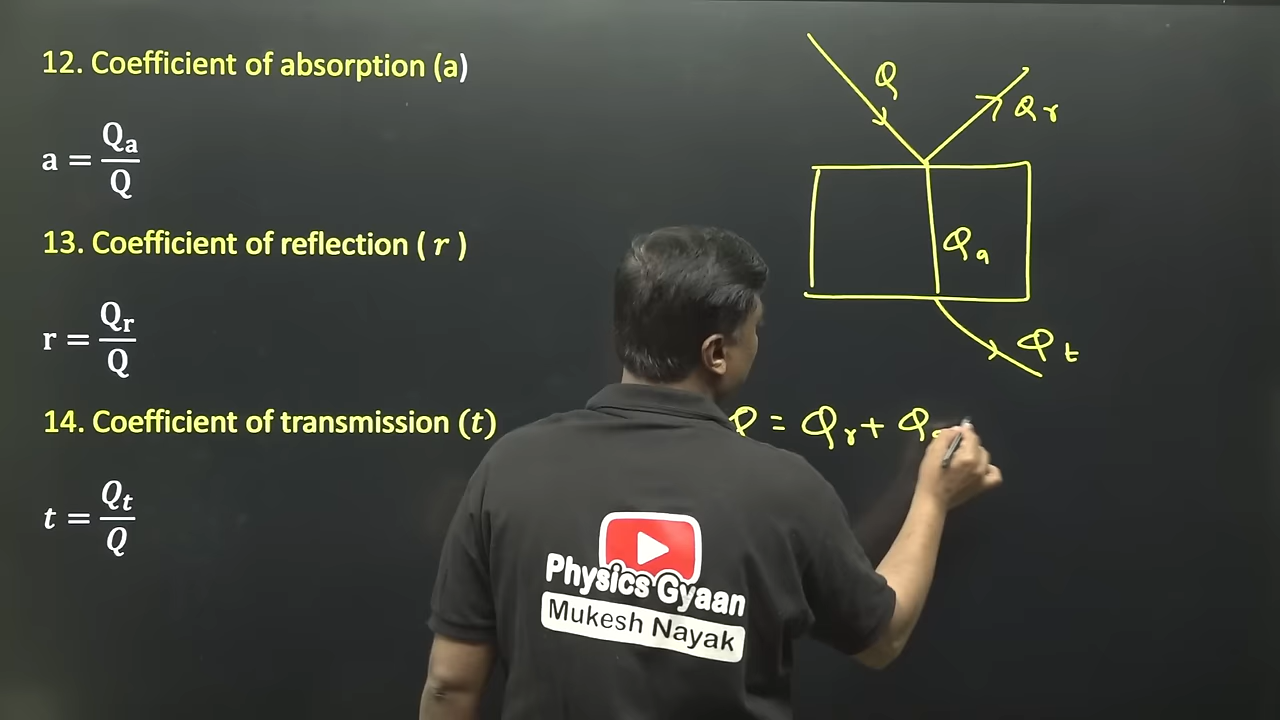 12. Coefficient of absorption (a)
a = Qa/Q
13. Coefficient of reflection ( r )
r = Qr/Q
14. Coefficient of transmission (t)
t = Qt/Q
Q
Qr
Qa
Qt
Q = Qr + Qa
Physics Gyaan
Mukesh Nayak